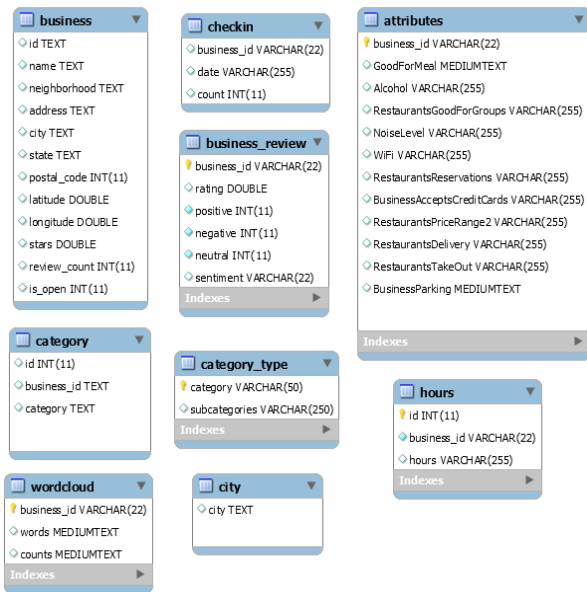 business
id TEXT
name TEXT
neighborhood TEXT
address TEXT
city TEXT
state TEXT
postal_code INT(11)
latitude DOUBLE
longitude DOUBLE
stars DOUBLE
review_count INT(11)
is_open INT(11)
checkin
business_id VARCHAR(22)
date VARCHAR(255)
count INT(11)
business_review
business_id VARCHAR(22)
rating DOUBLE
positive INT(11)
negative INT(11)
neutral INT(11)
sentiment VARCHAR(22)
Indexes
attributes
business_id VARCHAR(22)
GoodForMeal MEDIUMTEXT
Alcohol VARCHAR(255)
RestaurantsGoodForGroups VARCHAR(255)
NoiseLevel VARCHAR(255)
WiFi VARCHAR(255)
RestaurantsReservations VARCHAR(255)
BusinessAcceptsCreditCards VARCHAR(255)
RestaurantsPriceRange2 VARCHAR(255)
RestaurantsDelivery VARCHAR(255)
RestaurantsTakeOut VARCHAR(255)
BusinessParking MEDIUMTEXT
Indexes
category
id INT(11)
business_id TEXT
category TEXT
category_type
category VARCHAR(50)
subcategories VARCHAR(250)
Indexes
hours
id INT(11)
business_id VARCHAR(22)
hours VARCHAR(255)
Indexes
wordcloud
business_id VARCHAR(22)
words MEDIUMTEXT
counts MEDIUMTEXT
Indexes
city
city TEXT